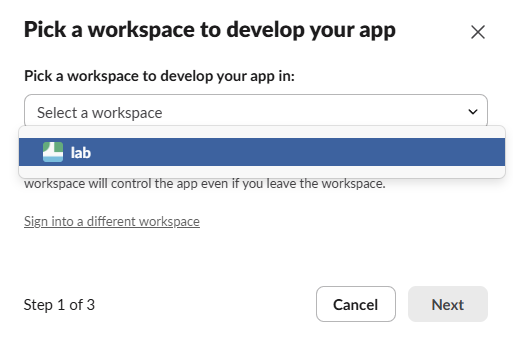 Pick a workspace to develop your app
Pick a workspace to develop your app in:
Select a workspace
lab
workspace will control the app even if you leave the workspace.
Sign into a different workspace
Step 1 of 3
Cancel
Next